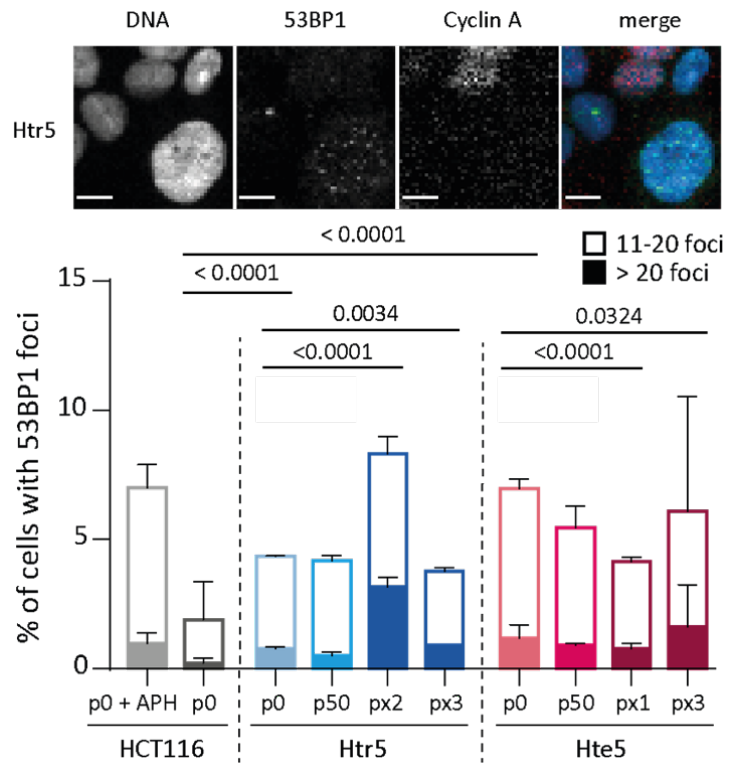 DNA 53BP1 Cyclin A merge
Htr5
< 0.0001
11-20 foci
> 20 foci
< 0.0001
0.0034
0.0324
<0.0001
<0.0001
% of cells with 53BP1 foci
15
10
5
0
p0 + APH p0 p0 p50 px2 px3 p0 p50 px1 px3
HCT116 Htr5 Hte5